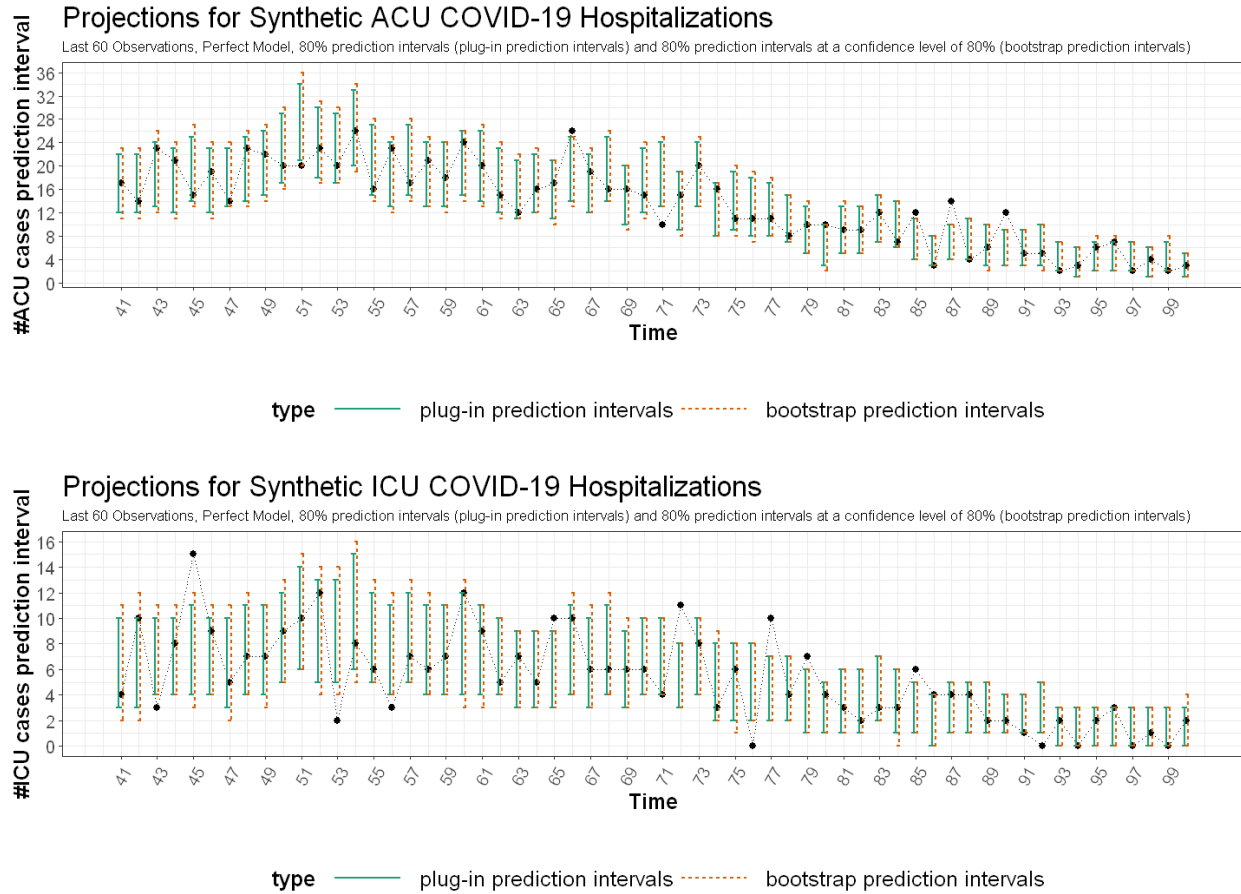 Projections for Synthetic ACU COVID-19 Hospitalizations
Last 60 Observations, Perfect Model, 80% prediction intervals (plug-in prediction intervals) and 80% prediction intervals at a confidence level of 80% (bootstrap prediction intervals)
#ACU cases prediction interval
36
32
28
24
20
16
12
8
4
0
41 43 45 47 49 51 53 55 57 59 61 63 65 67 69 71 73 75 77 79 81 83 85 87 89 91 93 95 97 99
Time
type plug-in prediction intervals bootstrap prediction intervals
Projections for Synthetic ICU COVID-19 Hospitalizations
Last 60 Observations, Perfect Model, 80% prediction intervals (plug-in prediction intervals) and 80% prediction intervals at a confidence level of 80% (bootstrap prediction intervals)
#ICU cases prediction interval
16
14
12
10
8
6
4
2
0
41 43 45 47 49 51 53 55 57 59 61 63 65 67 69 71 73 75 77 79 81 83 85 87 89 91 93 95 97 99
Time
type plug-in prediction intervals bootstrap prediction intervals